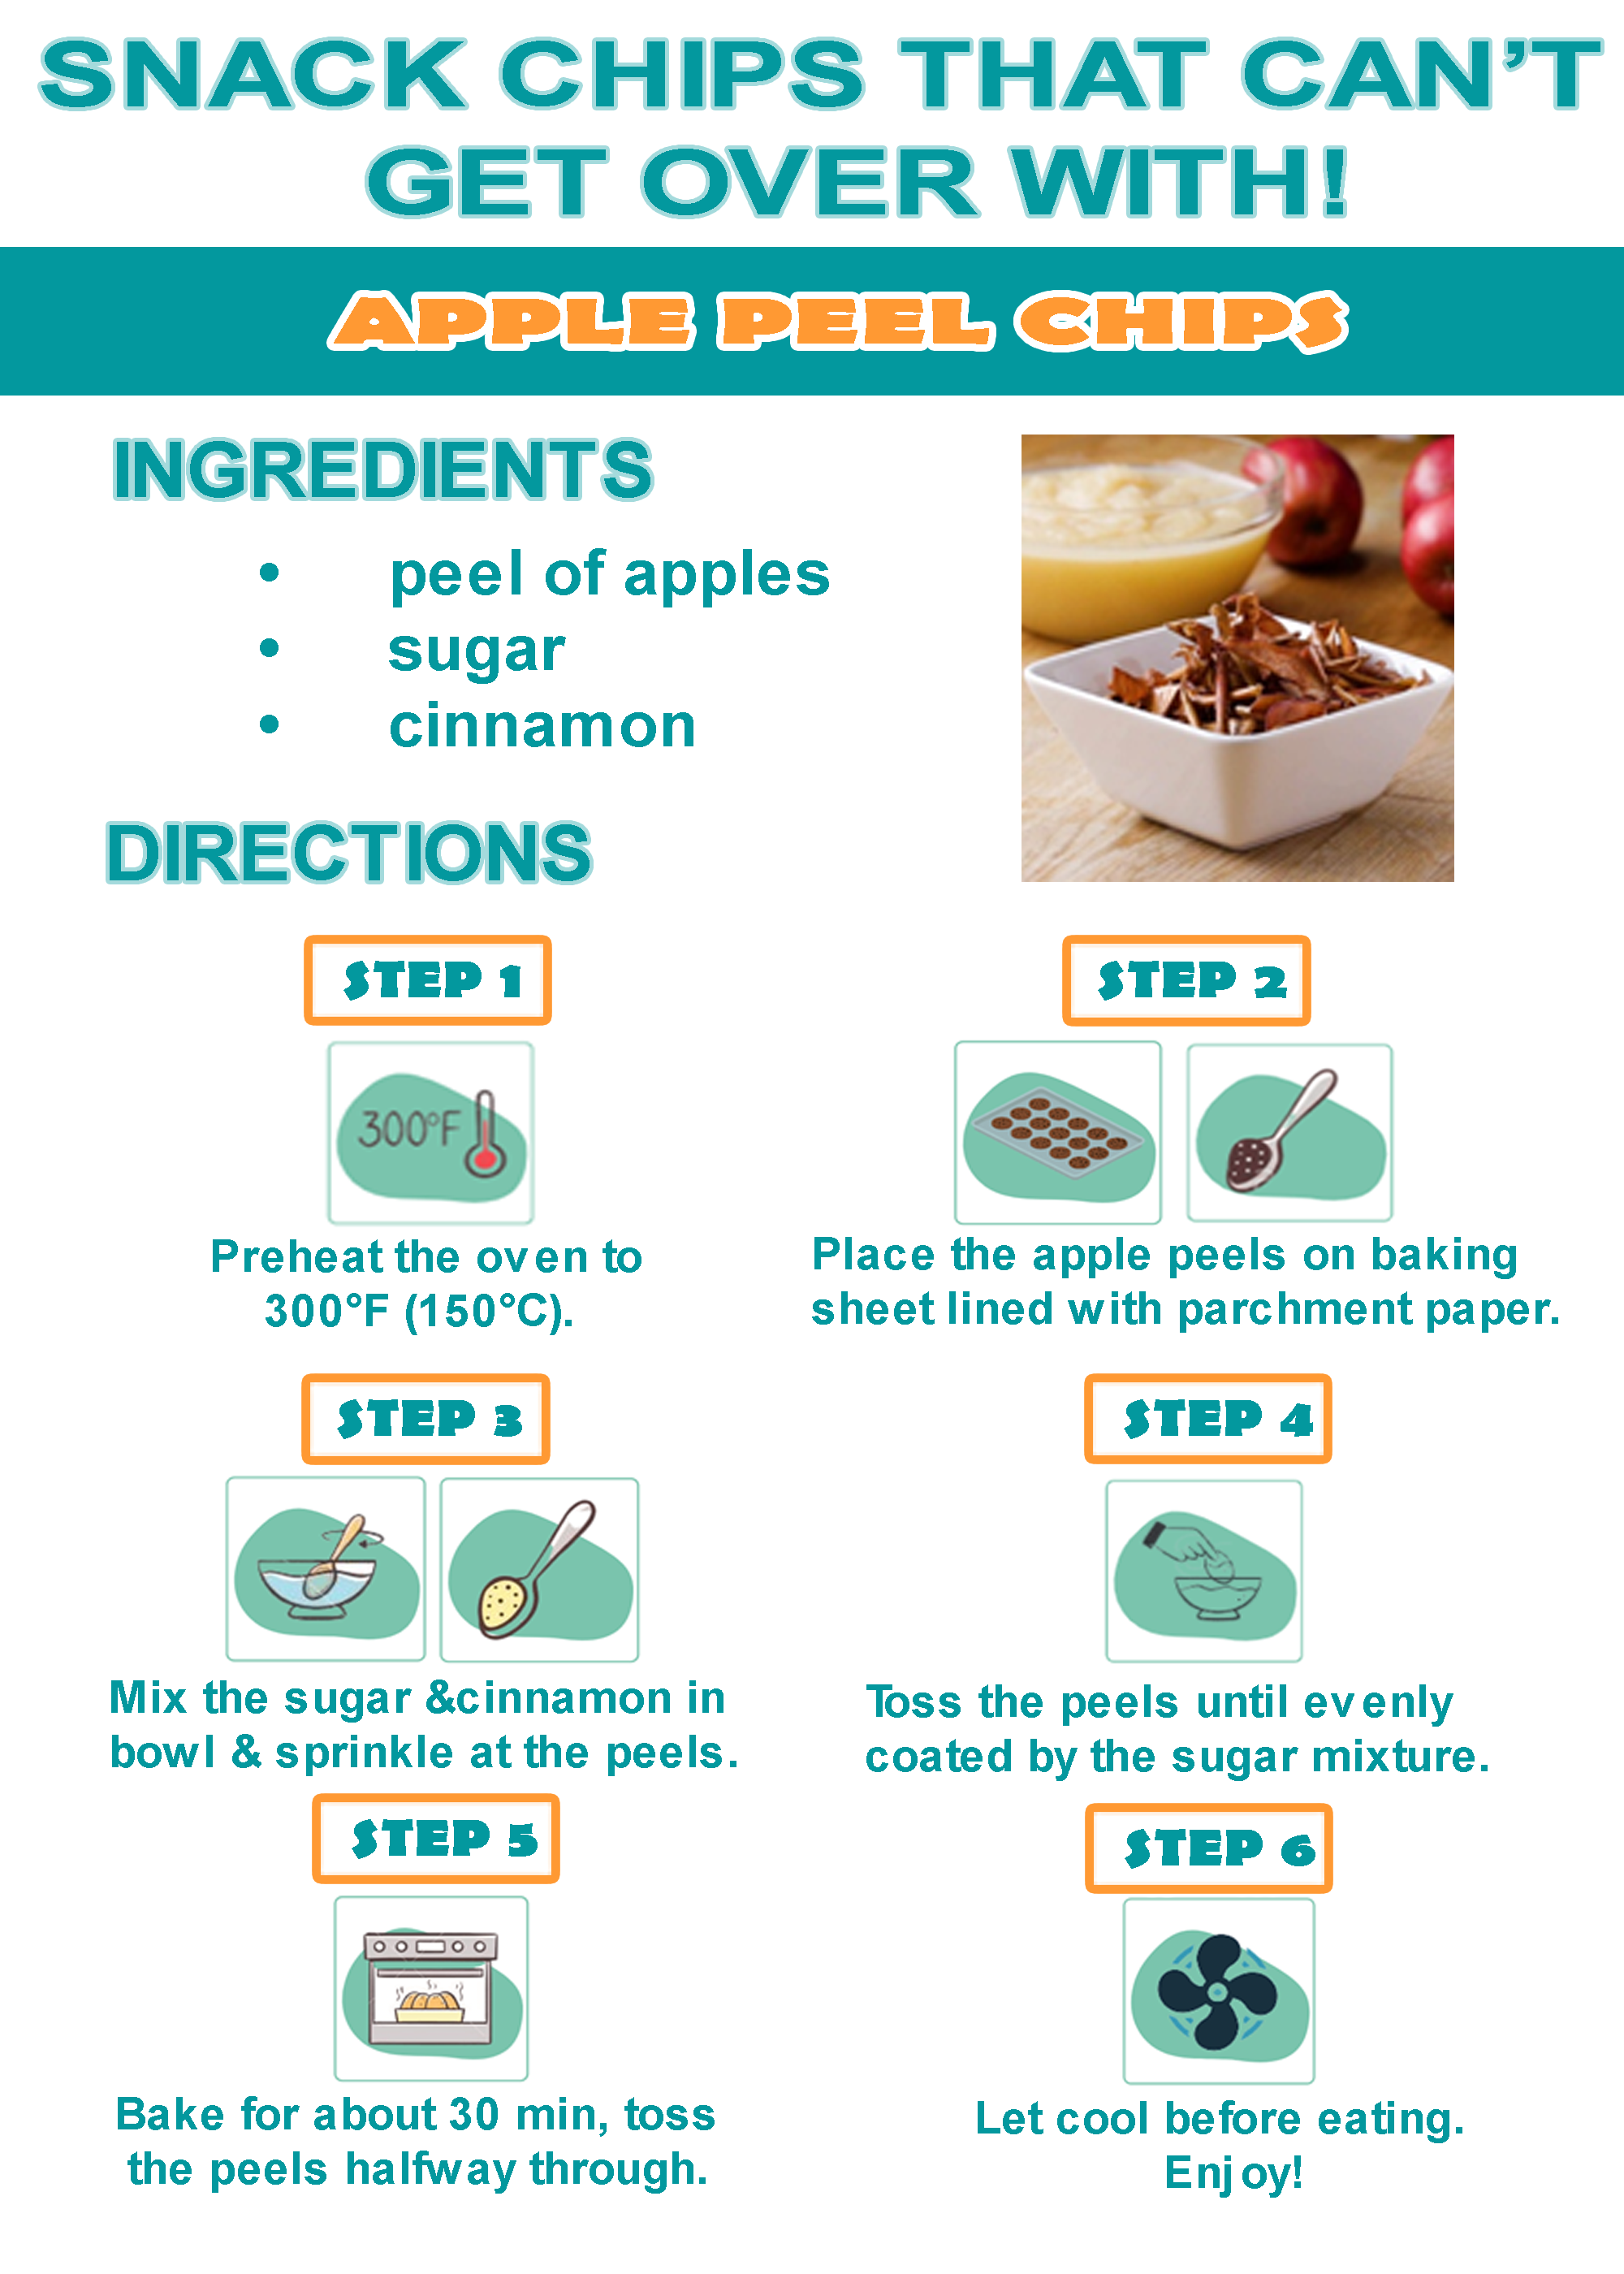 SNACK CHIPS THAT CAN'T
GET OVER WITH!
APPLE PEEL CHIPS
INGREDIENTS
• peel of apples
• sugar
• cinnamon
DIRECTIONS
STEP 1
300°F
Preheat the oven to
300°F (150°C).
STEP 2
Place the apple peels on baking
sheet lined with parchment paper.
STEP 3
Mix the sugar &cinnamon in
bowl & sprinkle at the peels.
STEP 4
Toss the peels until evenly
coated by the sugar mixture.
STEP 5
Bake for about 30 min, toss
the peels halfway through.
STEP 6
Let cool before eating.
Enjoy!